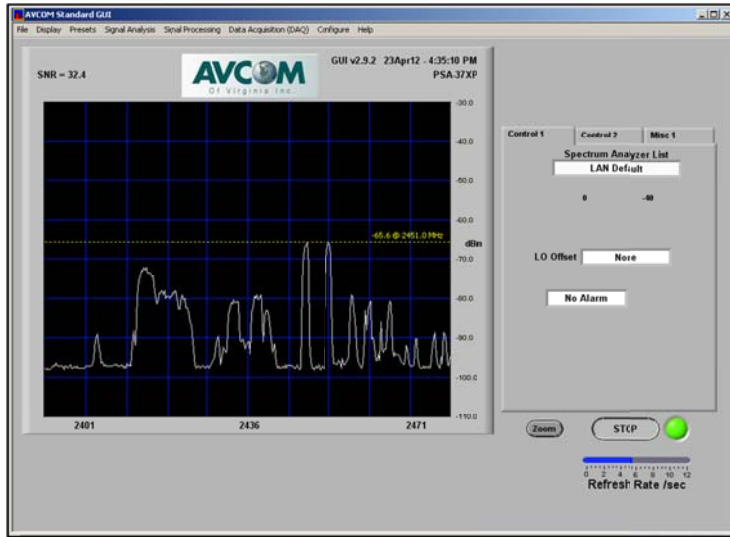 AVCOM Standard GUI
File Display Presets Signal Analysis Signal Processing Data Acquisition (DAQ) Configure Help
SNR = 32.4
AVCOM
Of Virginia Inc.
GUI v2.9.2 23Apr12 - 4:35:10 PM
PSA-37XP
-30.0
-40.0
-50.0
-60.0
-65.6 @ 2451.0 MHz
dBm
-70.0
-80.0
-90.0
-100.0
-110.0
2401 2436 2471
Control 1 Control 2 Misc 1
Spectrum Analyzer List
LAN Default
0 -40
LO Offset None
No Alarm
Zoom STOP
0 2 4 6 8 10 12
Refresh Rate /sec